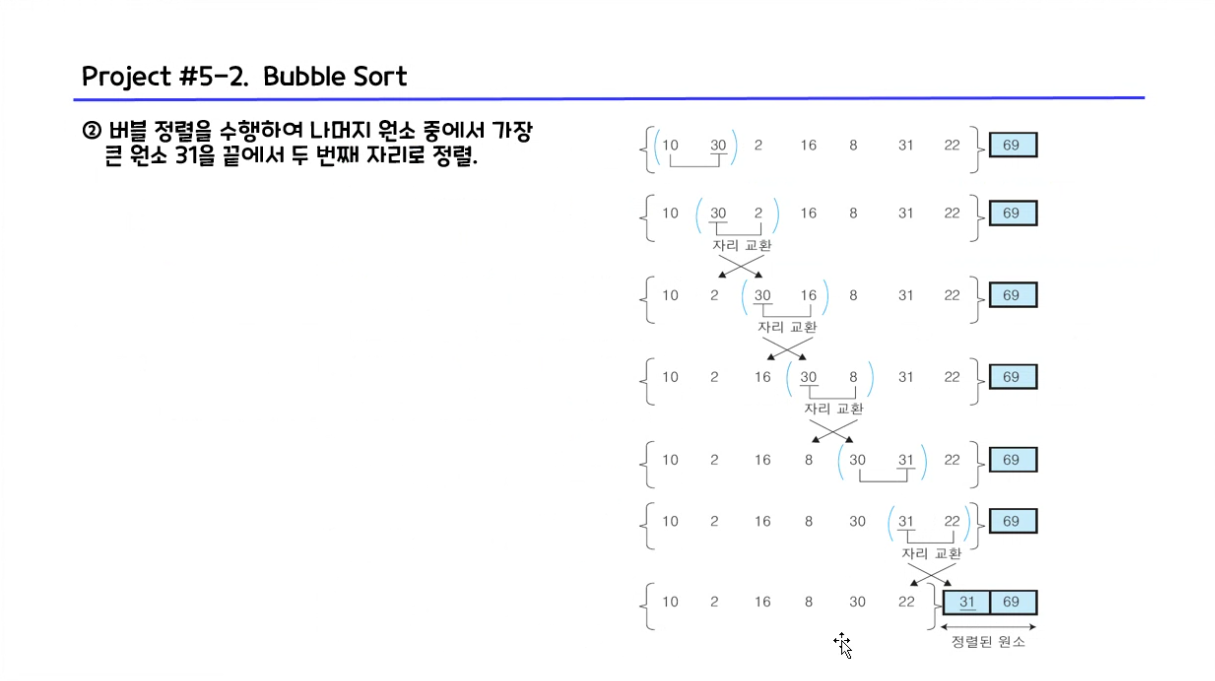 Project #5-2. Bubble Sort
② 버블 정렬을 수행하여 나머지 원소 중에서 가장
큰 원소 31을 끝에서 두 번째 자리로 정렬.
{ ( 10 30 ) 2 16 8 31 22 } 69
{ 10 ( 30 2 ) 16 8 31 22 } 69
자리 교환
{ 10 2 ( 30 16 ) 8 31 22 } 69
자리 교환
{ 10 2 16 ( 30 8 ) 31 22 } 69
자리 교환
{ 10 2 16 8 ( 30 31 ) 22 } 69
{ 10 2 16 8 30 ( 31 22 ) } 69
자리 교환
{ 10 2 16 8 30 22 } 31 69
정렬된 원소